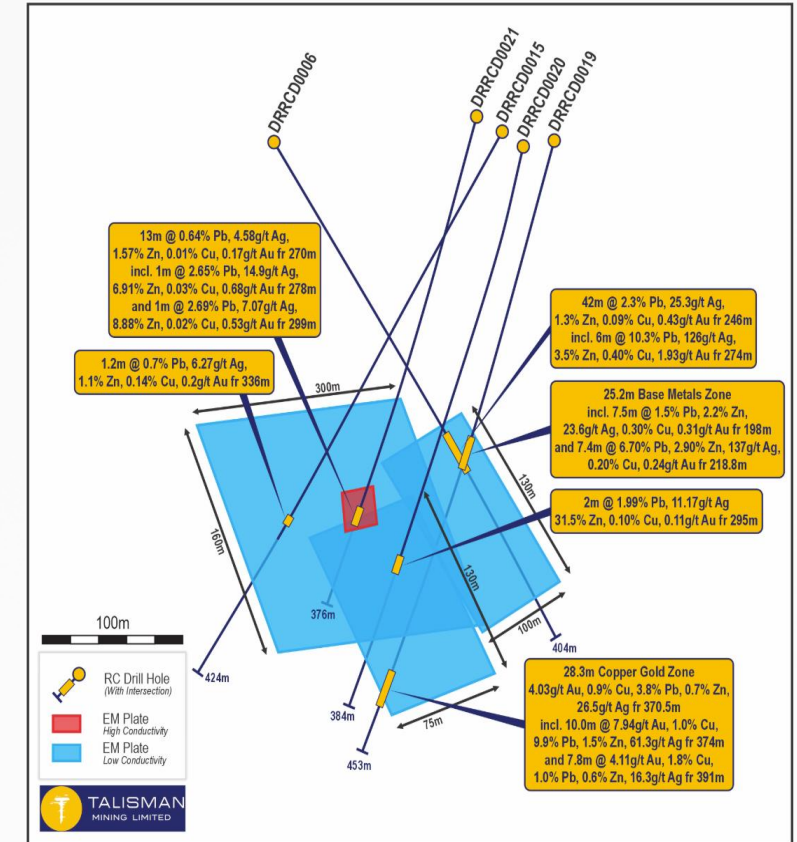 DRRCD0006
DRRCD0021
DRRCD0015
DRRCD0020
DRRCD0019
13m @ 0.64% Pb, 4.58g/t Ag,
1.57% Zn, 0.01% Cu, 0.17g/t Au fr 270m
incl. 1m @ 2.65% Pb, 14.9g/t Ag,
6.91% Zn, 0.03% Cu, 0.68g/t Au fr 278m
and 1m @ 2.69% Pb, 7.07g/t Ag,
8.88% Zn, 0.02% Cu, 0.53g/t Au fr 299m
1.2m @ 0.7% Pb, 6.27g/t Ag,
1.1% Zn, 0.14% Cu, 0.2g/t Au fr 336m
42m @ 2.3% Pb, 25.3g/t Ag,
1.3% Zn, 0.09% Cu, 0.43g/t Au fr 246m
incl. 6m @ 10.3% Pb, 126g/t Ag,
3.5% Zn, 0.40% Cu, 1.93g/t Au fr 274m
25.2m Base Metals Zone
incl. 7.5m @ 1.5% Pb, 2.2% Zn,
23.6g/t Ag, 0.30% Cu, 0.31g/t Au fr 198m
and 7.4m @ 6.70% Pb, 2.90% Zn, 137g/t Ag,
0.20% Cu, 0.24g/t Au fr 218.8m
2m @ 1.99% Pb, 11.17g/t Ag
31.5% Zn, 0.10% Cu, 0.11g/t Au fr 295m
28.3m Copper Gold Zone
4.03g/t Au, 0.9% Cu, 3.8% Pb, 0.7% Zn,
26.5g/t Ag fr 370.5m
incl. 10.0m @ 7.94g/t Au, 1.0% Cu,
9.9% Pb, 1.5% Zn, 61.3g/t Ag fr 374m
and 7.8m @ 4.11g/t Au, 1.8% Cu,
1.0% Pb, 0.6% Zn, 16.3g/t Ag fr 391m
300m
160m
130m
130m
100m
75m
376m
424m
384m
453m
404m
100m
RC Drill Hole
(With Intersection)
EM Plate
High Conductivity
EM Plate
Low Conductivity
TALISMAN
MINING LIMITED